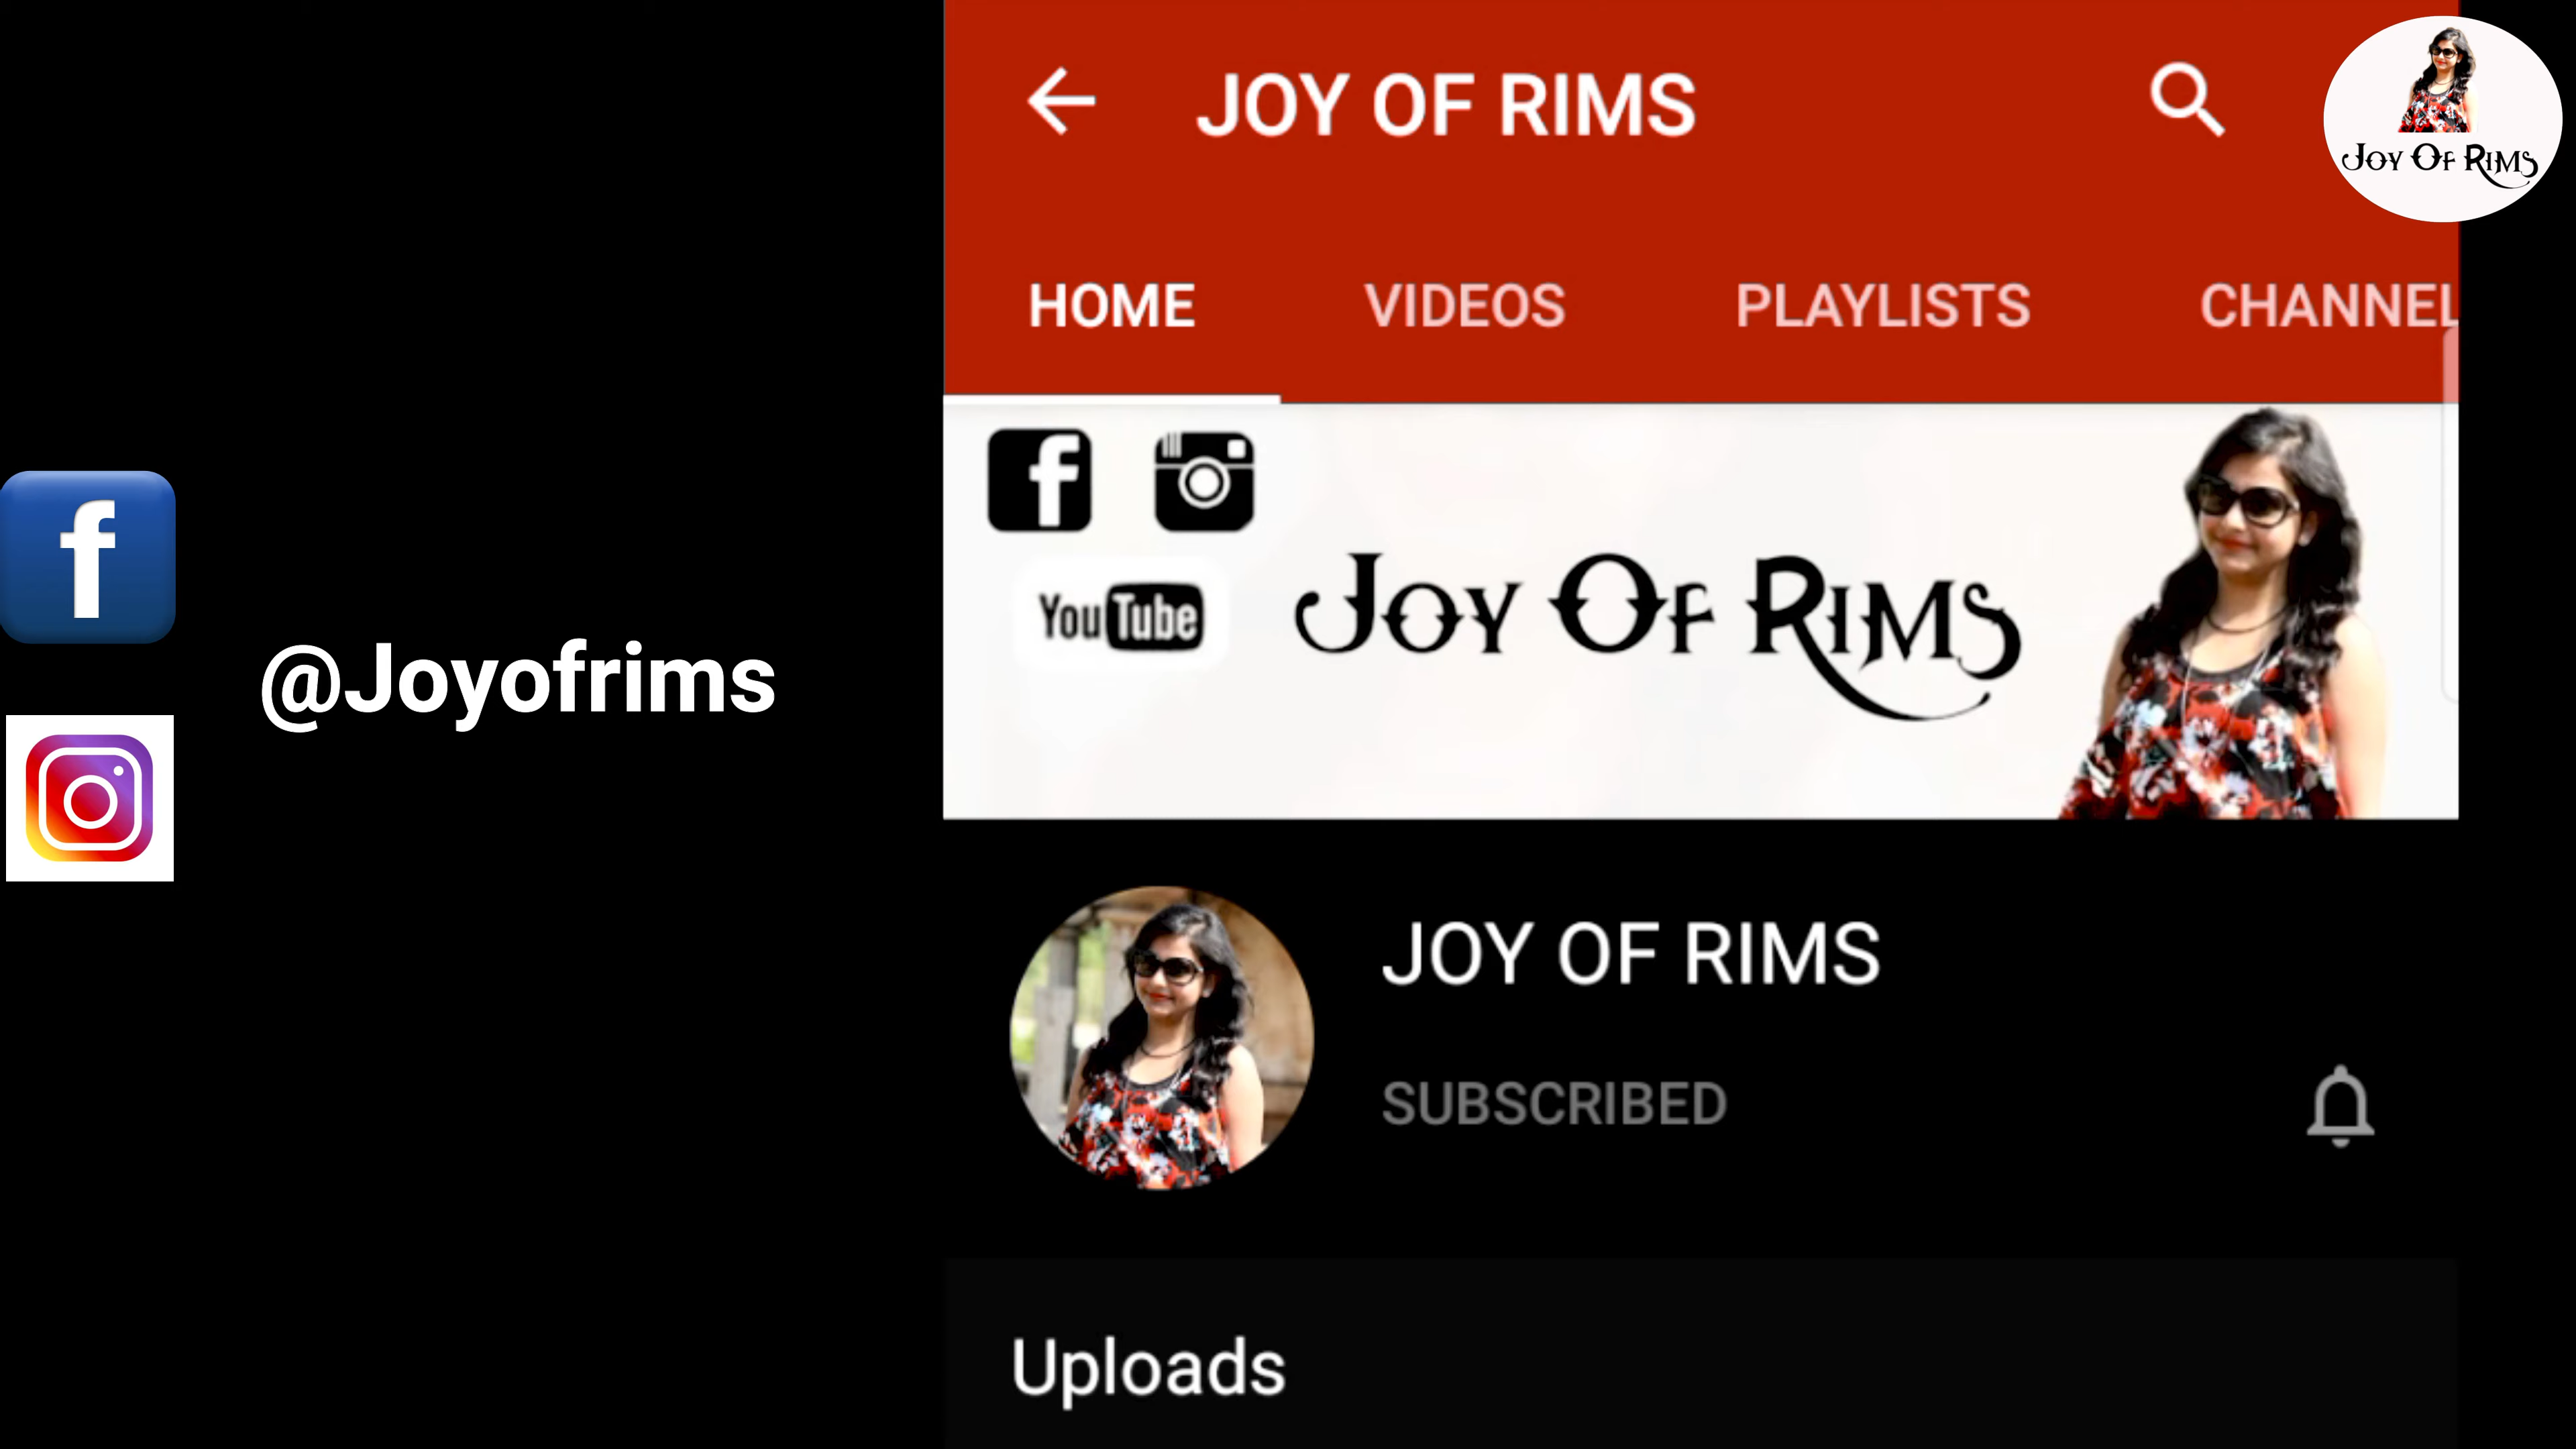 JOY OF RIMS
JOY OF RIMS
HOME VIDEOS PLAYLISTS CHANNEL
f
YouTube
JOY OF RIMS
f
@Joyofrims
JOY OF RIMS
SUBSCRIBED
Uploads